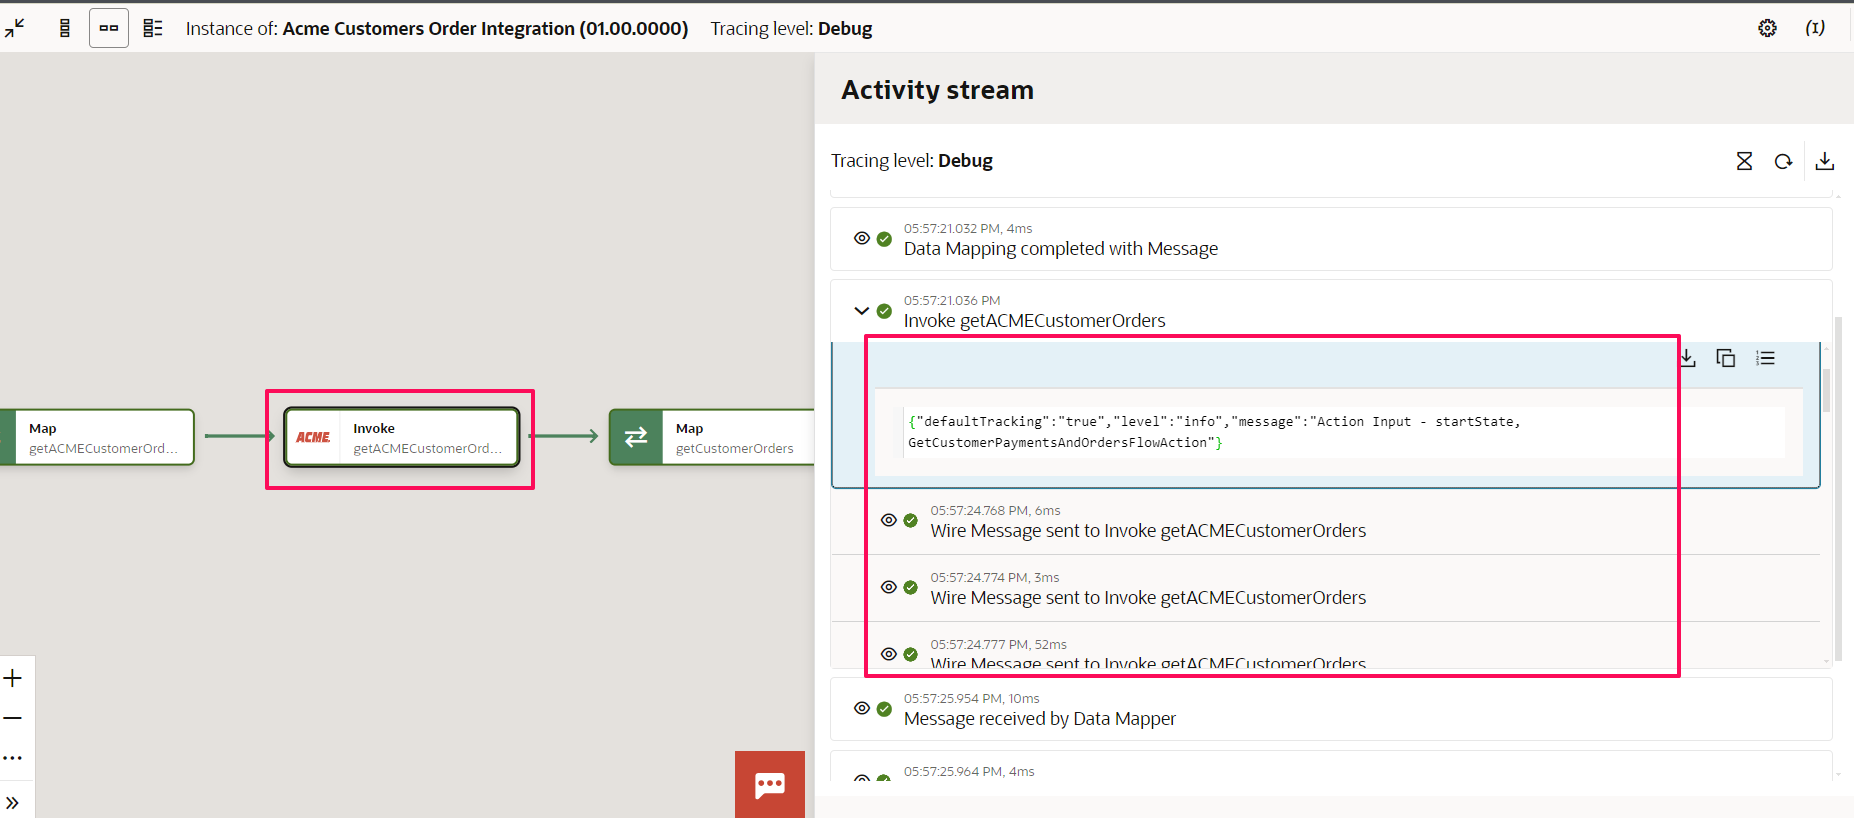 Instance of: Acme Customers Order Integration (01.00.0000) Tracing level: Debug
(I)
Activity stream
Tracing level: Debug
05:57:21.032 PM, 4ms
Data Mapping completed with Message
05:57:21.036 PM
Invoke getACMECustomerOrders
{"defaultTracking":"true","level":"info","message":"Action Input - startState,
GetCustomerPaymentsAndOrdersFlowAction"}
05:57:24.768 PM, 6ms
Wire Message sent to Invoke getACMECustomerOrders
05:57:24.774 PM, 3ms
Wire Message sent to Invoke getACMECustomerOrders
05:57:24.777 PM, 52ms
Wire Message sent to Invoke getACMECustomerOrders
05:57:25.954 PM, 10ms
Message received by Data Mapper
05:57:25.964 PM, 4ms
Map
getACMECustomerOrd...
ACME.
Invoke
getACMECustomerOrd...
Map
getCustomerOrders